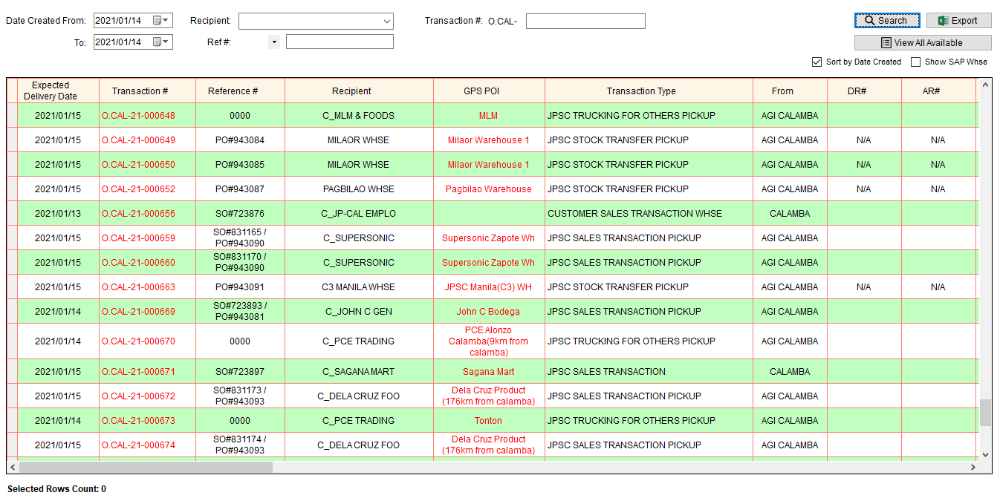 Date Created From: 2021/01/14 Recipient: Transaction #: O.CAL- Search Export
To: 2021/01/14 Ref #: View All Available
Sort by Date Created Show SAP Whse
Expected Delivery Date Transaction # Reference # Recipient GPS POI Transaction Type From DR# AR#
2021/01/15 O.CAL-21-000648 0000 C_MLM & FOODS MLM JPSC TRUCKING FOR OTHERS PICKUP AGI CALAMBA
2021/01/15 O.CAL-21-000649 PO#943084 MILAOR WHSE Milaor Warehouse 1 JPSC STOCK TRANSFER PICKUP AGI CALAMBA N/A N/A
2021/01/15 O.CAL-21-000650 PO#943085 MILAOR WHSE Milaor Warehouse 1 JPSC STOCK TRANSFER PICKUP AGI CALAMBA N/A N/A
2021/01/15 O.CAL-21-000652 PO#943087 PAGBILAO WHSE Pagbilao Warehouse JPSC STOCK TRANSFER PICKUP AGI CALAMBA N/A N/A
2021/01/13 O.CAL-21-000656 SO#723876 C_JP-CAL EMPLO CUSTOMER SALES TRANSACTION WHSE CALAMBA
2021/01/15 O.CAL-21-000659 SO#831165 / PO#943090 C_SUPERSONIC Supersonic Zapote Wh JPSC SALES TRANSACTION PICKUP AGI CALAMBA
2021/01/15 O.CAL-21-000660 SO#831170 / PO#943090 C_SUPERSONIC Supersonic Zapote Wh JPSC SALES TRANSACTION PICKUP AGI CALAMBA
2021/01/15 O.CAL-21-000663 PO#943091 C3 MANILA WHSE JPSC Manila(C3) WH JPSC STOCK TRANSFER PICKUP AGI CALAMBA N/A N/A
2021/01/14 O.CAL-21-000669 SO#723893 / PO#943081 C_JOHN C GEN John C Bodega JPSC SALES TRANSACTION PICKUP AGI CALAMBA
2021/01/14 O.CAL-21-000670 0000 C_PCE TRADING PCE Alonzo Calamba(9km from calamba) JPSC TRUCKING FOR OTHERS PICKUP AGI CALAMBA
2021/01/15 O.CAL-21-000671 SO#723897 C_SAGANA MART Sagana Mart JPSC SALES TRANSACTION CALAMBA
2021/01/15 O.CAL-21-000672 SO#831173 / PO#943093 C_DELA CRUZ FOO Dela Cruz Product (176km from calamba) JPSC SALES TRANSACTION PICKUP AGI CALAMBA
2021/01/14 O.CAL-21-000673 0000 C_PCE TRADING Tonton JPSC TRUCKING FOR OTHERS PICKUP AGI CALAMBA
2021/01/15 O.CAL-21-000674 SO#831174 / PO#943093 C_DELA CRUZ FOO Dela Cruz Product (176km from calamba) JPSC SALES TRANSACTION PICKUP AGI CALAMBA
Selected Rows Count: 0